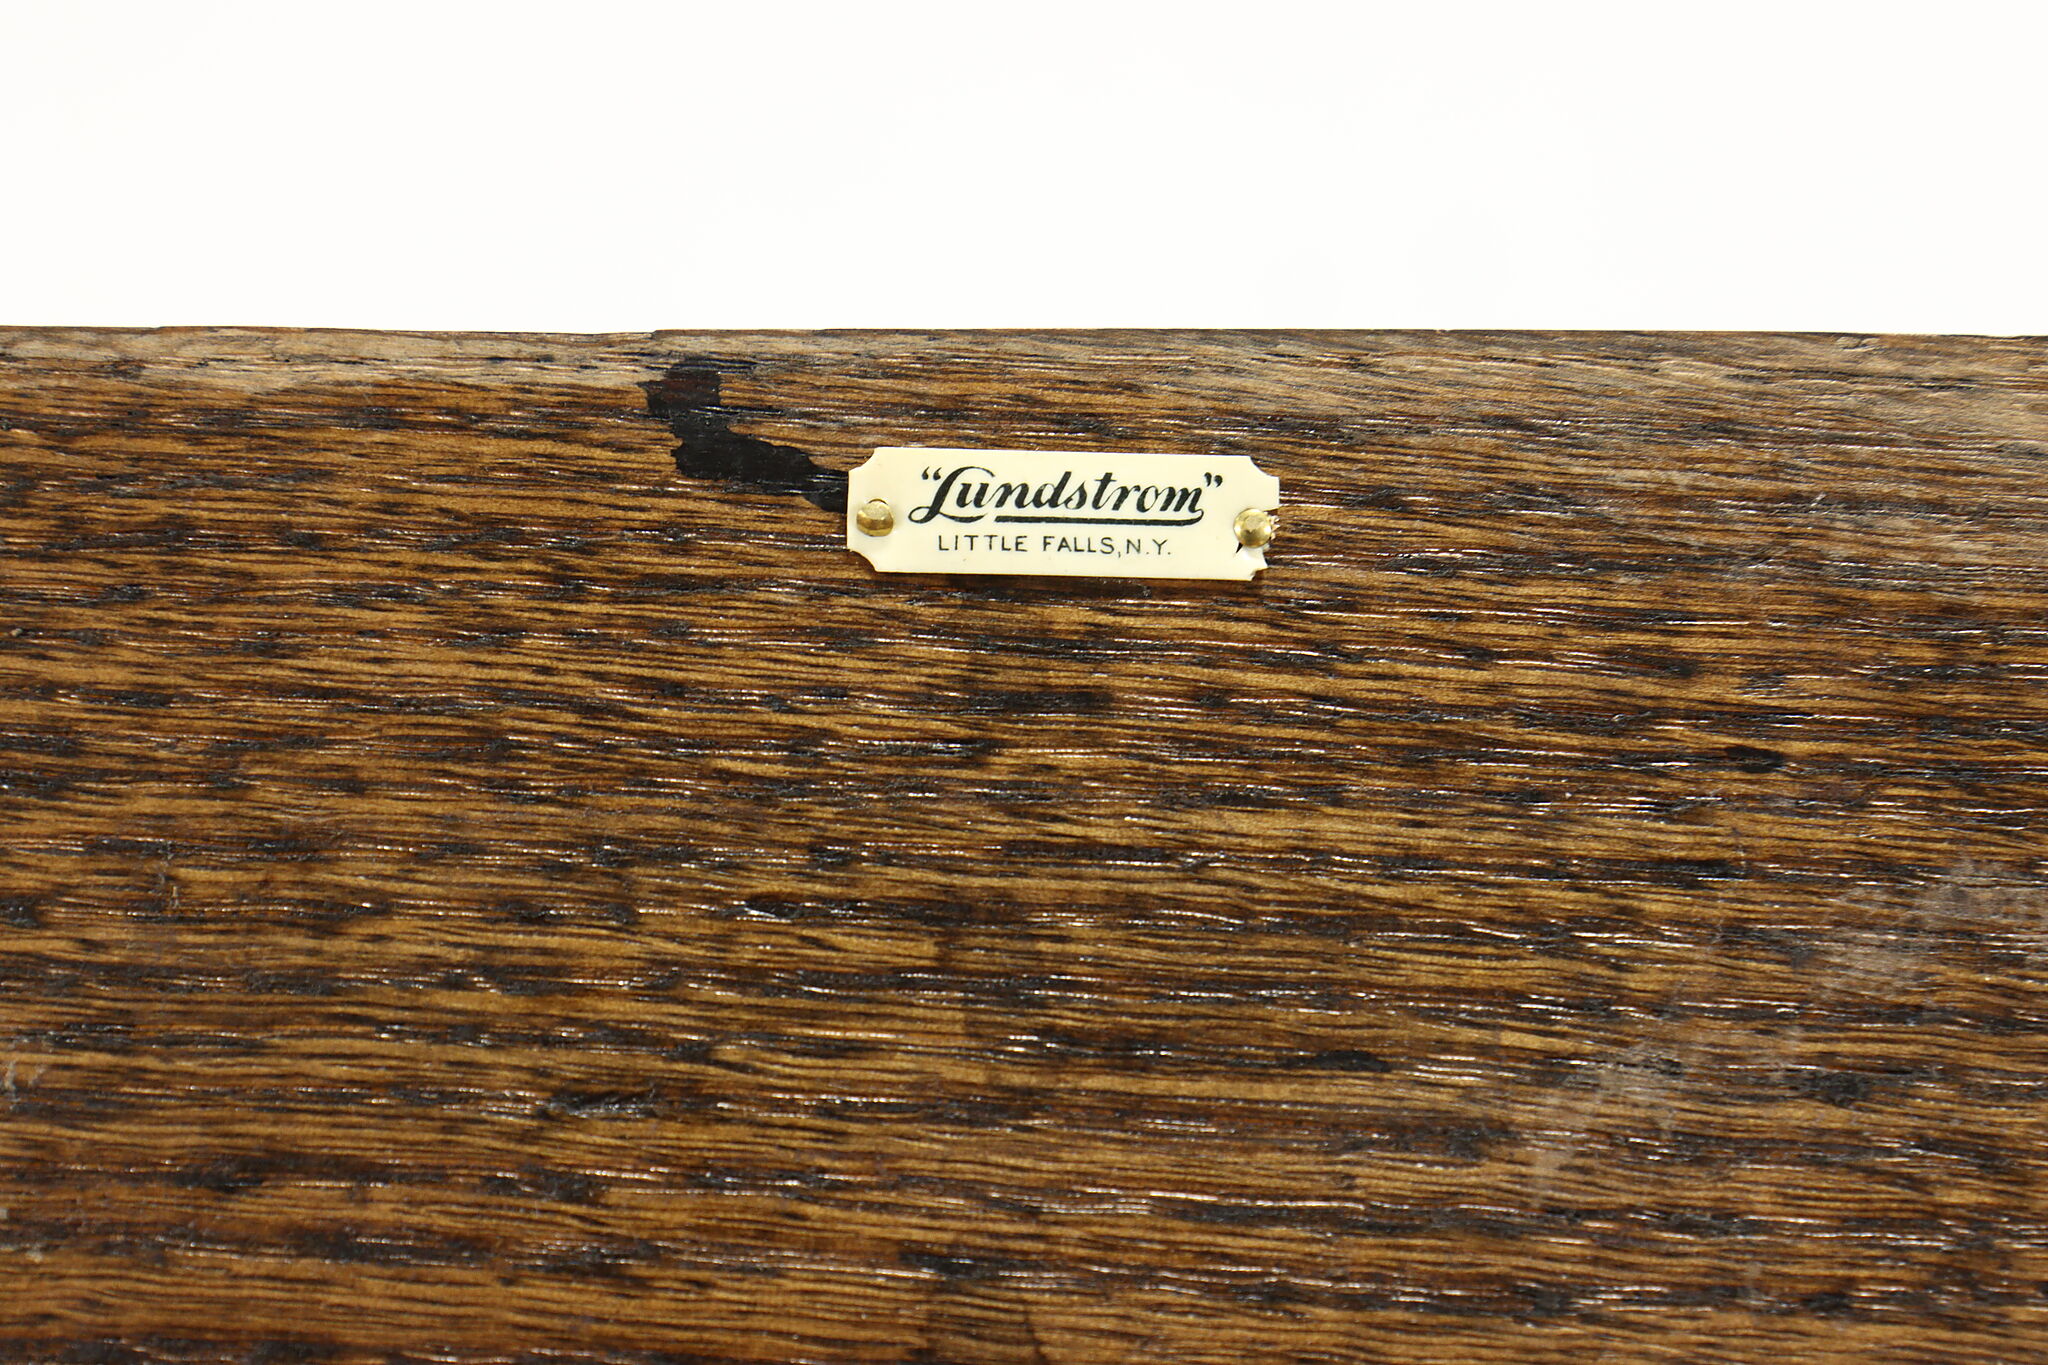 “Lundstrom”
LITTLE FALLS, N.Y.